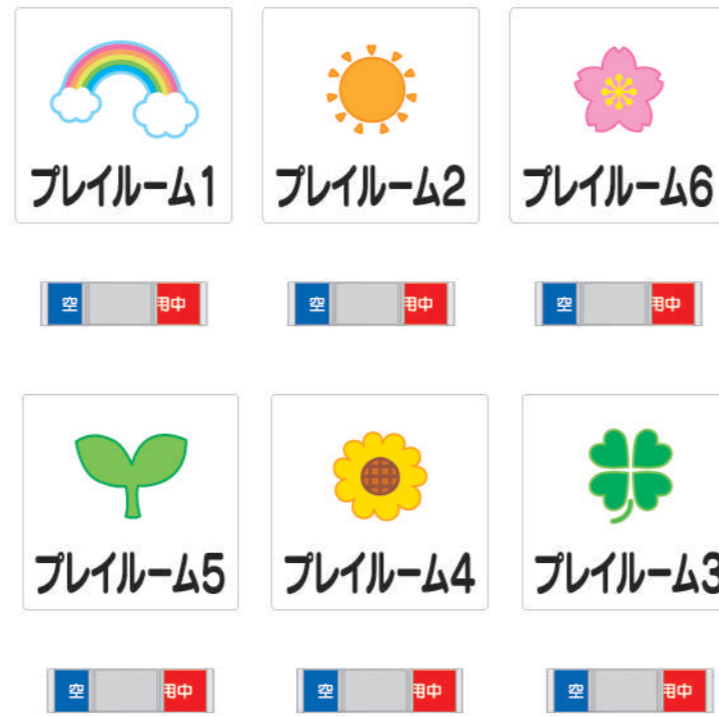 プレイルーム1
プレイルーム2
プレイルーム6
空 用中
空 用中
空 用中
プレイルーム5
プレイルーム4
プレイルーム3
空 用中
空 用中
空 用中